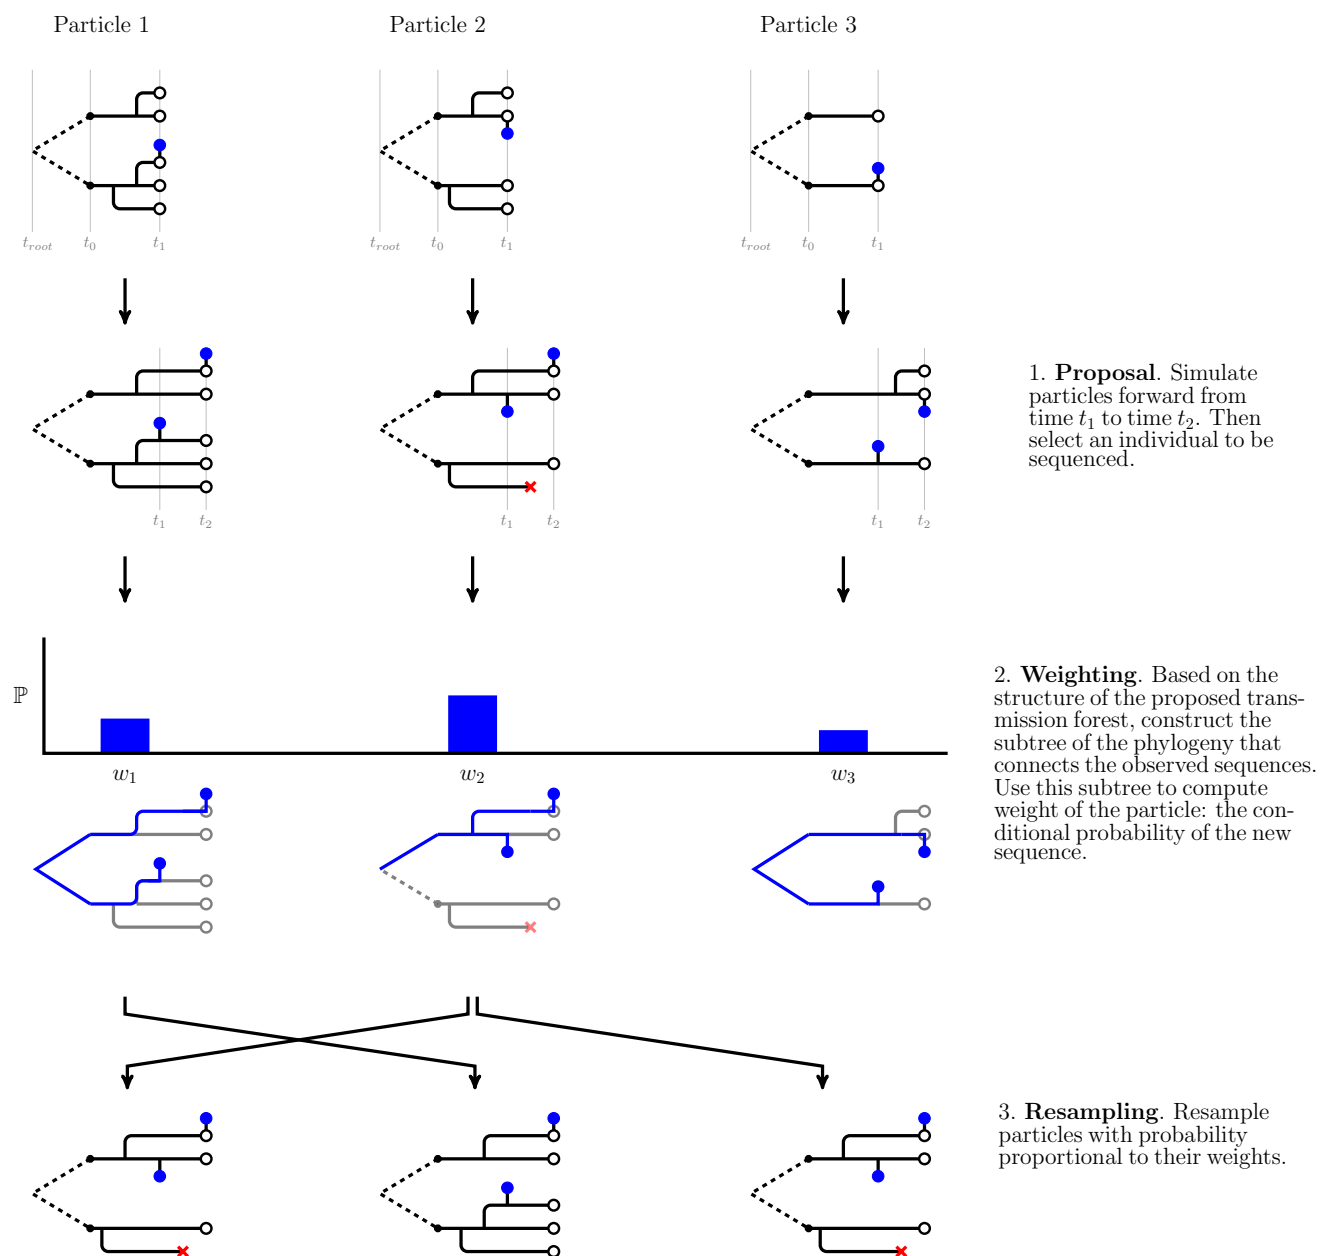 Particle 1 Particle 2 Particle 3
t_root t_0 t_1 t_root t_0 t_1 t_root t_0 t_1
1. Proposal. Simulate
particles forward from
time t_1 to time t_2. Then
select an individual to be
sequenced.
t_1 t_2 t_1 t_2 t_1 t_2
ℙ
w_1 w_2 w_3
2. Weighting. Based on the
structure of the proposed trans-
mission forest, construct the
subtree of the phylogeny that
connects the observed sequences.
Use this subtree to compute
weight of the particle: the con-
ditional probability of the new
sequence.
3. Resampling. Resample
particles with probability
proportional to their weights.